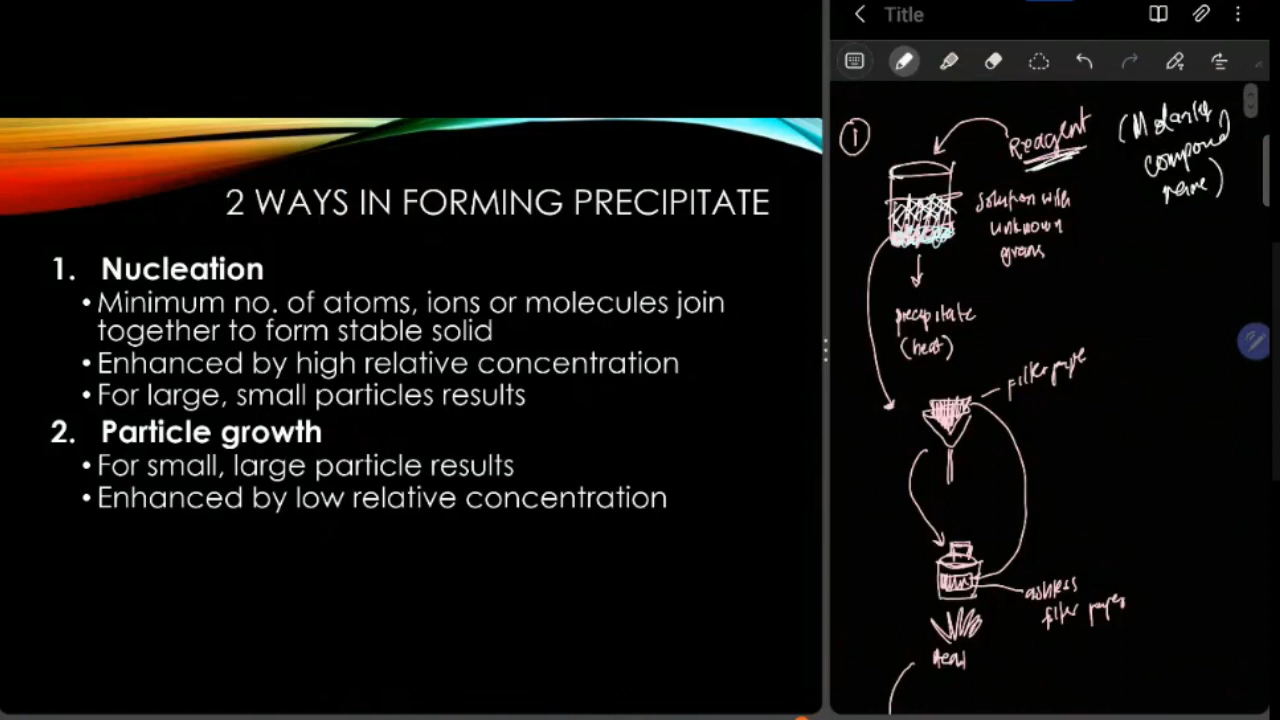 2 WAYS IN FORMING PRECIPITATE
1. Nucleation
• Minimum no. of atoms, ions or molecules join
together to form stable solid
• Enhanced by high relative concentration
• For large, small particles results
2. Particle growth
• For small, large particle results
• Enhanced by low relative concentration
Title
1
Reagent
(Molarity
compound
name)
solution with
unknown
grams
precipitate
(heat)
filter pape
ashless
filter paper
Heat